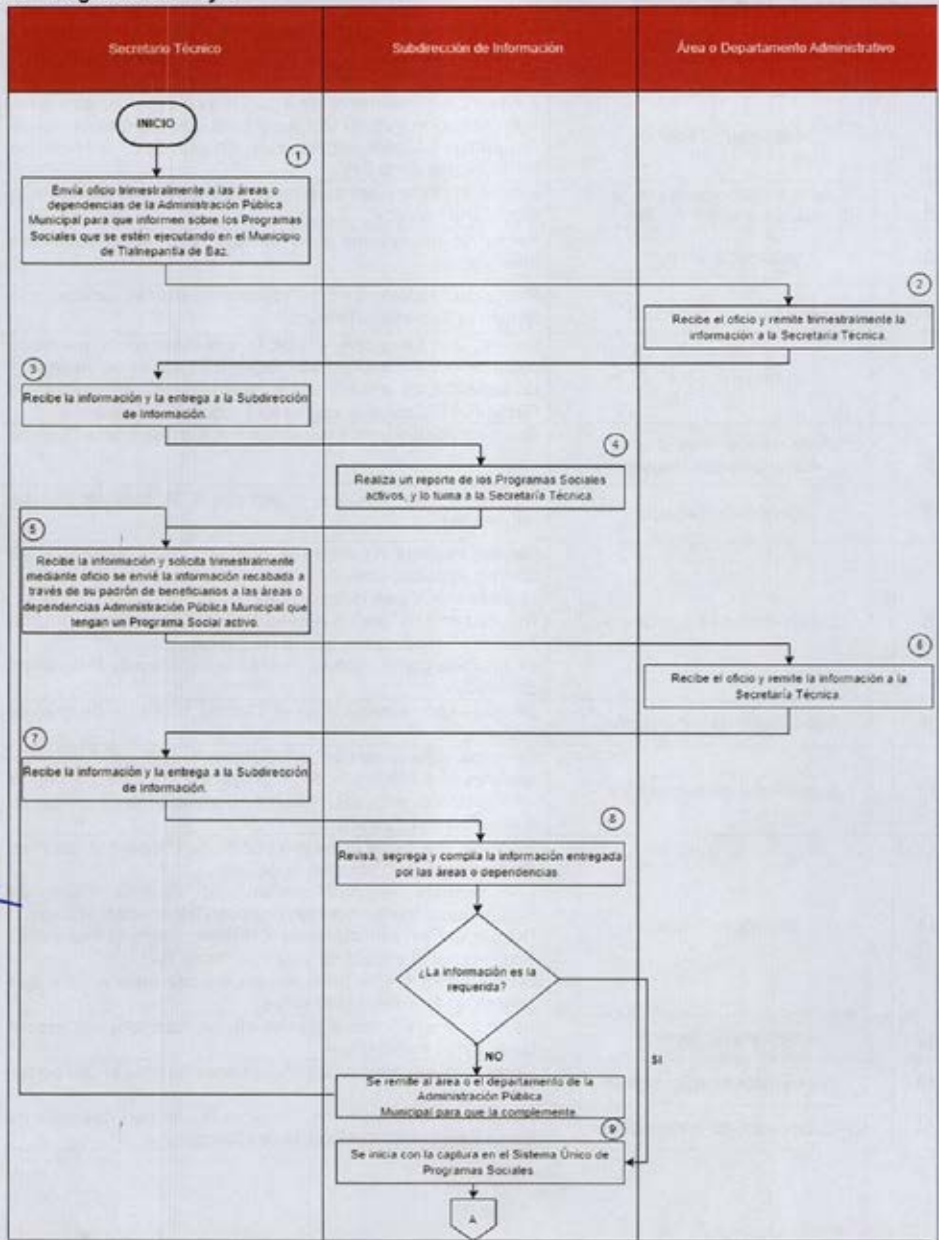 Secretario Técnico
Subdirección de Información
Área o Departamento Administrativo
INICIO
1
Envía oficio trimestralmente a las áreas o
dependencias de la Administración Pública
Municipal para que informen sobre los Programas
Sociales que se estén ejecutando en el Municipio
de Tlalnepantla de Baz.
2
Recibe el oficio y remite trimestralmente la
información a la Secretaría Técnica.
3
Recibe la información y la entrega a la Subdirección
de Información.
4
Realiza un reporte de los Programas Sociales
activos, y lo turna a la Secretaría Técnica
5
Recibe la información y solicita trimestralmente
mediante oficio se envié la información recabada a
través de su padrón de beneficiarios a las áreas o
dependencias Administración Pública Municipal que
tengan un Programa Social activo.
6
Recibe el oficio y remite la información a la
Secretaría Técnica.
7
Recibe la información y la entrega a la Subdirección
de Información.
8
Revisa, segrega y compila la información entregada
por las áreas o dependencias.
¿La información es la
requerida?
NO
SI
Se remite al área o el departamento de la
Administración Pública
Municipal para que la complemente.
9
Se inicia con la captura en el Sistema Único de
Programas Sociales
A